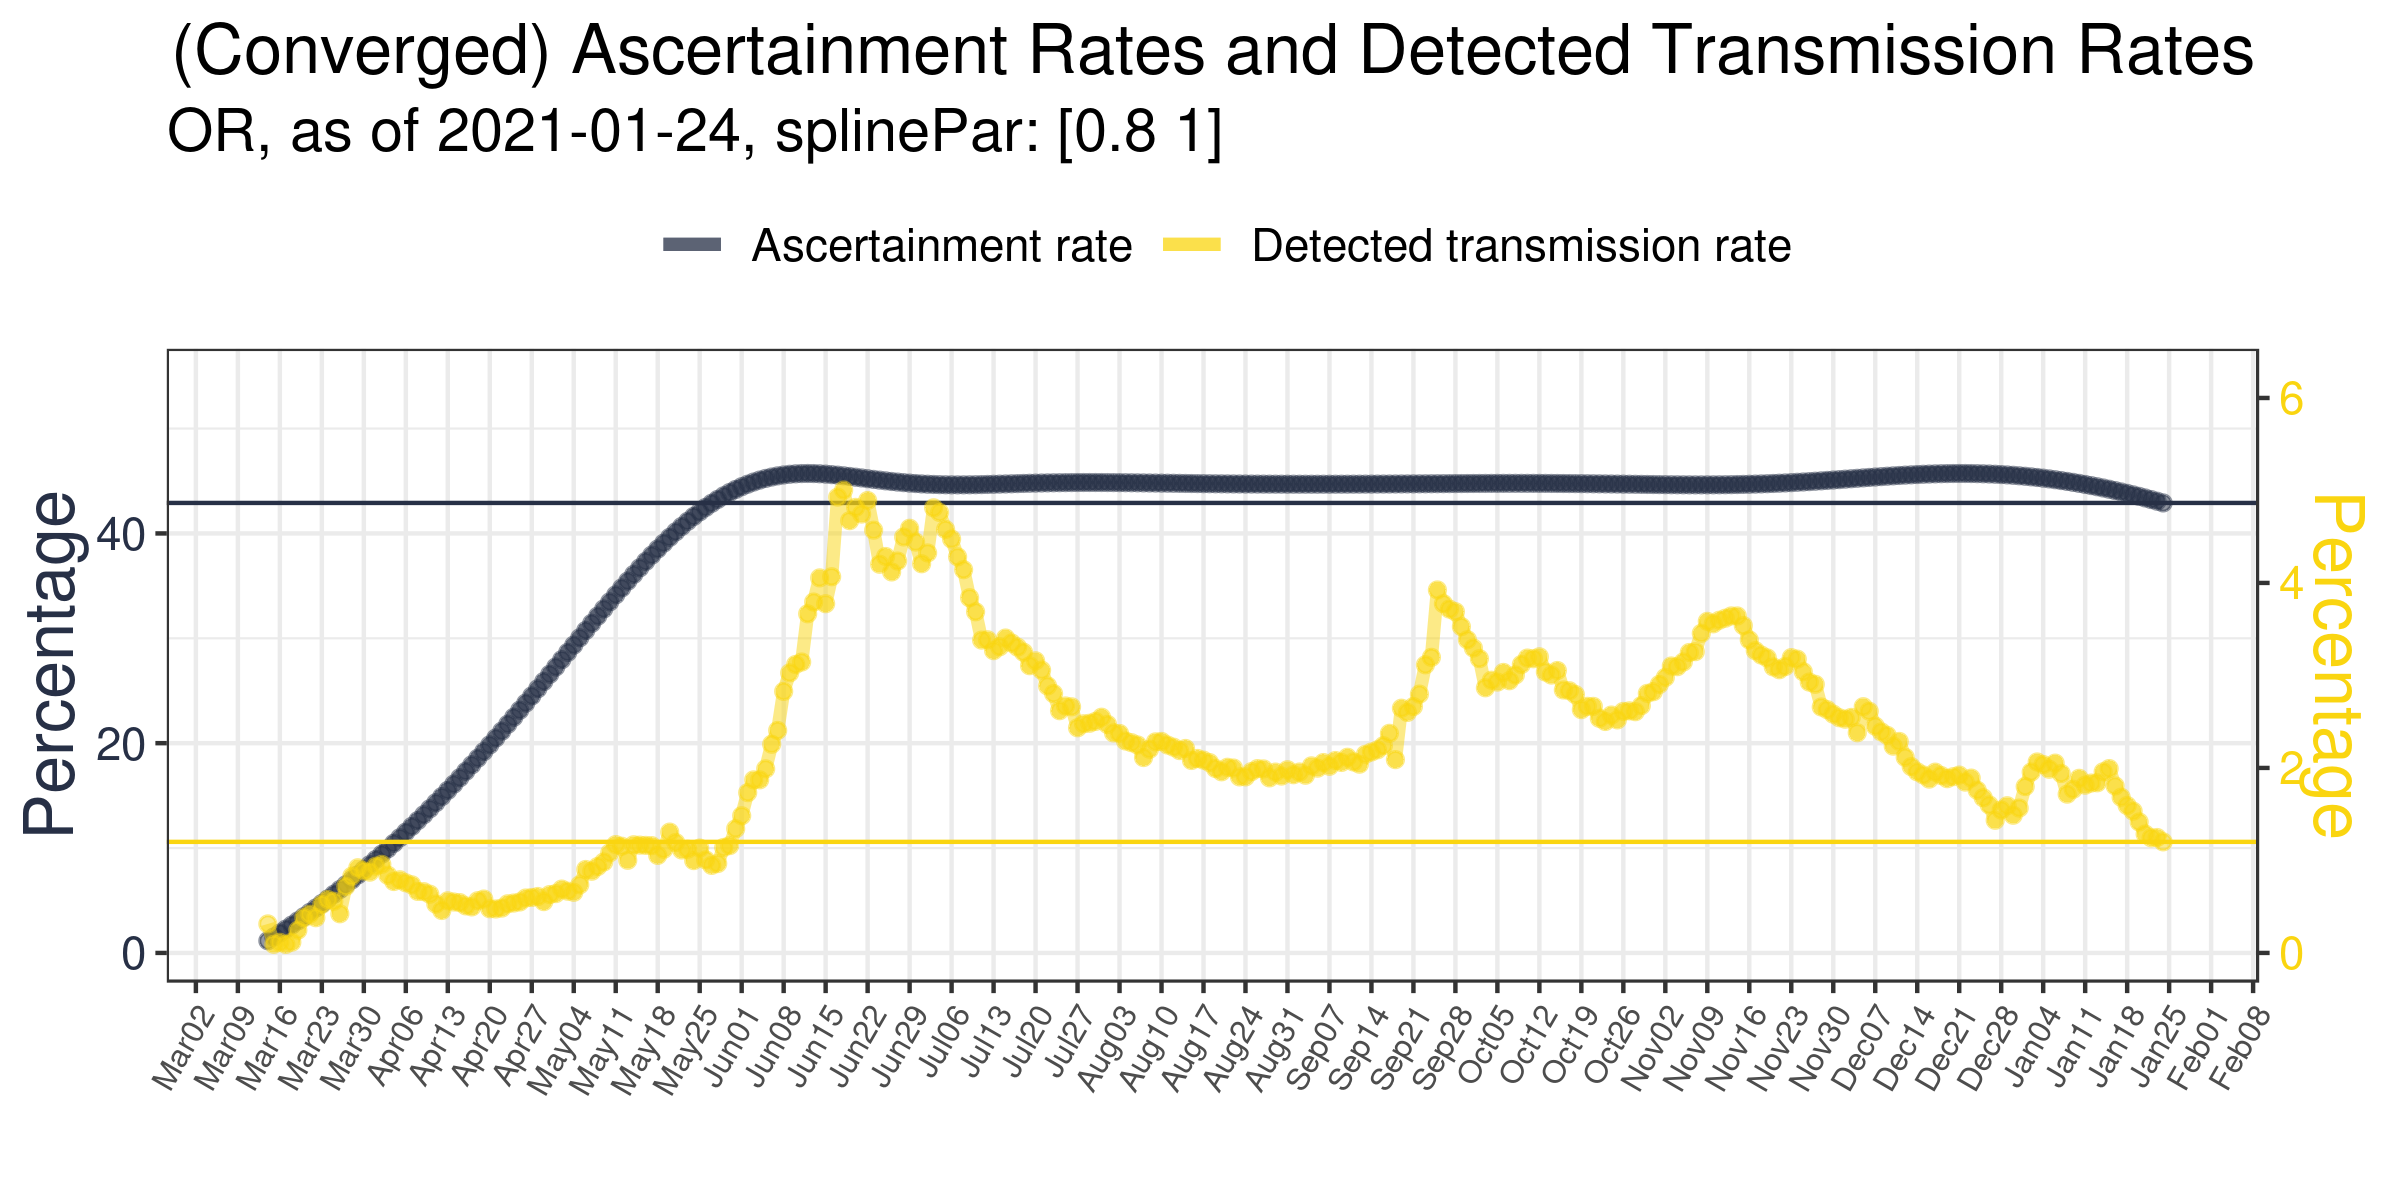 (Converged) Ascertainment Rates and Detected Transmission Rates
OR, as of 2021-01-24, splinePar: [0.8 1]
Ascertainment rate Detected transmission rate
Percentage
40
20
0
6
4
2
0
Percentage
Mar02 Mar09 Mar16 Mar23 Mar30 Apr06 Apr13 Apr20 Apr27 May04 May11 May18 May25 Jun01 Jun08 Jun15 Jun22 Jun29 Jul06 Jul13 Jul20 Jul27 Aug03 Aug10 Aug17 Aug24 Aug31 Sep07 Sep14 Sep21 Sep28 Oct05 Oct12 Oct19 Oct26 Nov02 Nov09 Nov16 Nov23 Nov30 Dec07 Dec14 Dec21 Dec28 Jan04 Jan11 Jan18 Jan25 Feb01 Feb08